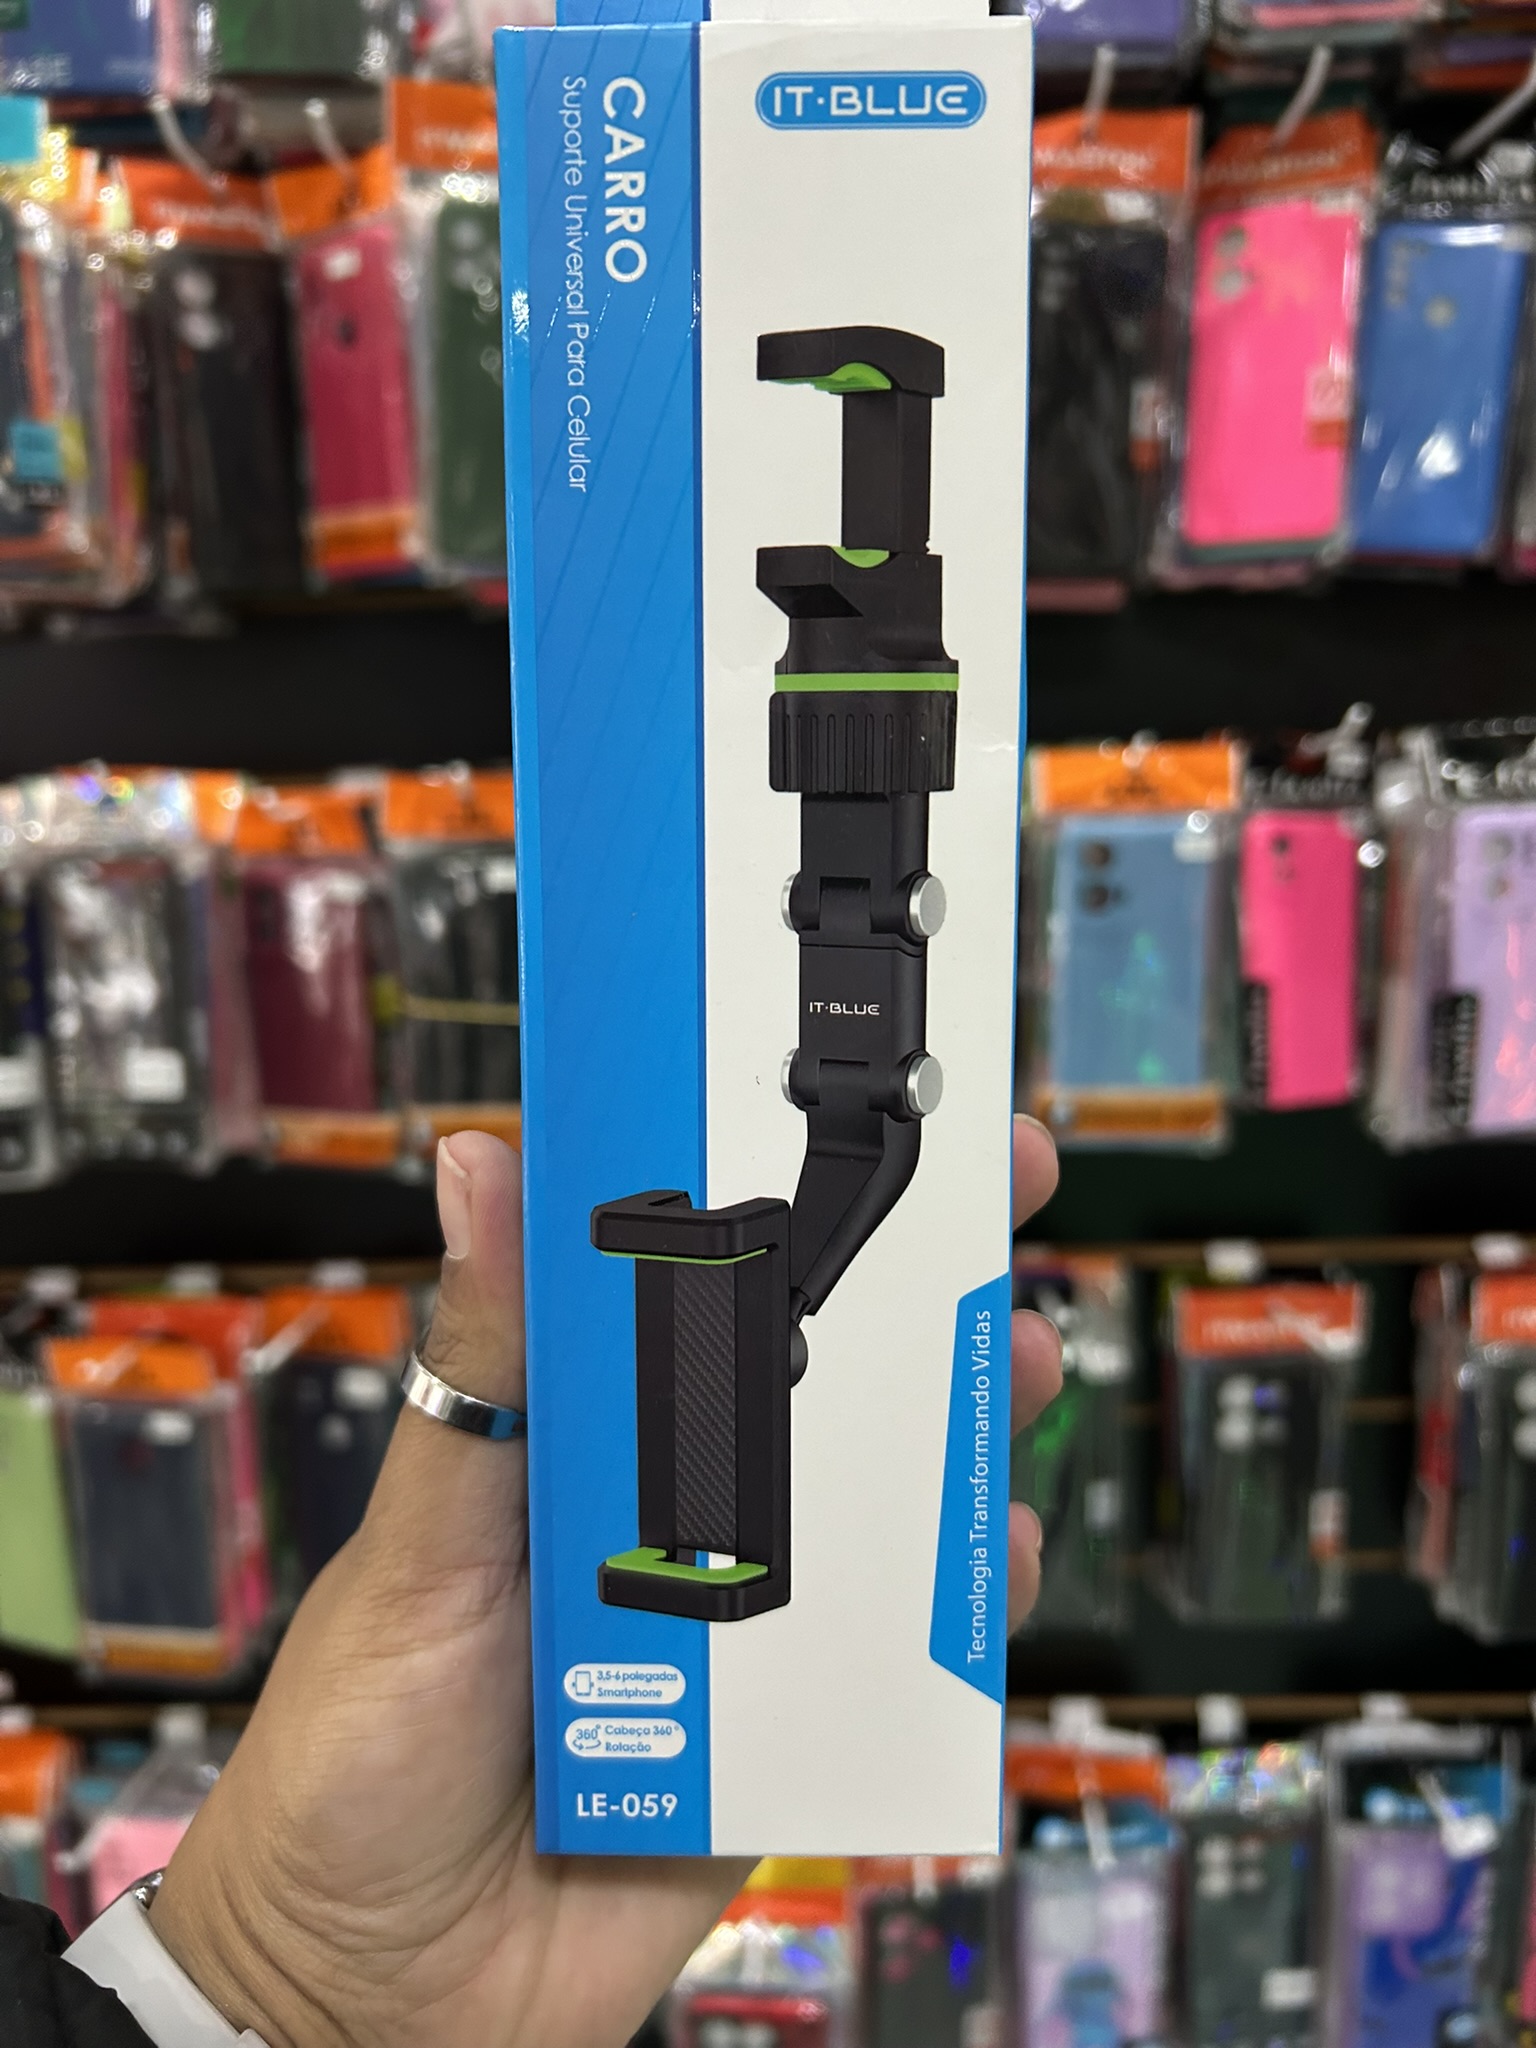 IT·BLUE
CARRO
Suporte Universal Para Celular
IT·BLUE
Tecnologia Transformando Vidas
3,5-6 polegadas
Smartphone
360°
Cabeça 360°
Rotação
LE-059